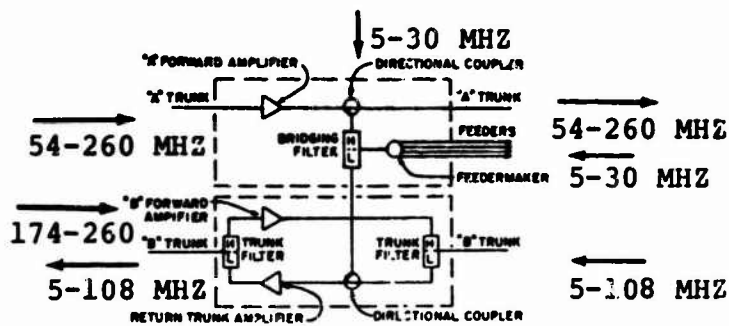 5-30 MHZ
"A" FORWARD AMPLIFIER
DIRECTIONAL COUPLER
"A" TRUNK
"A" TRUNK
54-260 MHZ
54-260 MHZ
BRIDGING FILTER
H
L
FEEDERS
FEEDERMAKER
5-30 MHZ
"B" FORWARD AMPLIFIER
174-260
"B" TRUNK
H
L
TRUNK FILTER
TRUNK FILTER
H
L
"B" TRUNK
5-108 MHZ
5-108 MHZ
RETURN TRUNK AMPLIFIER
DIRECTIONAL COUPLER